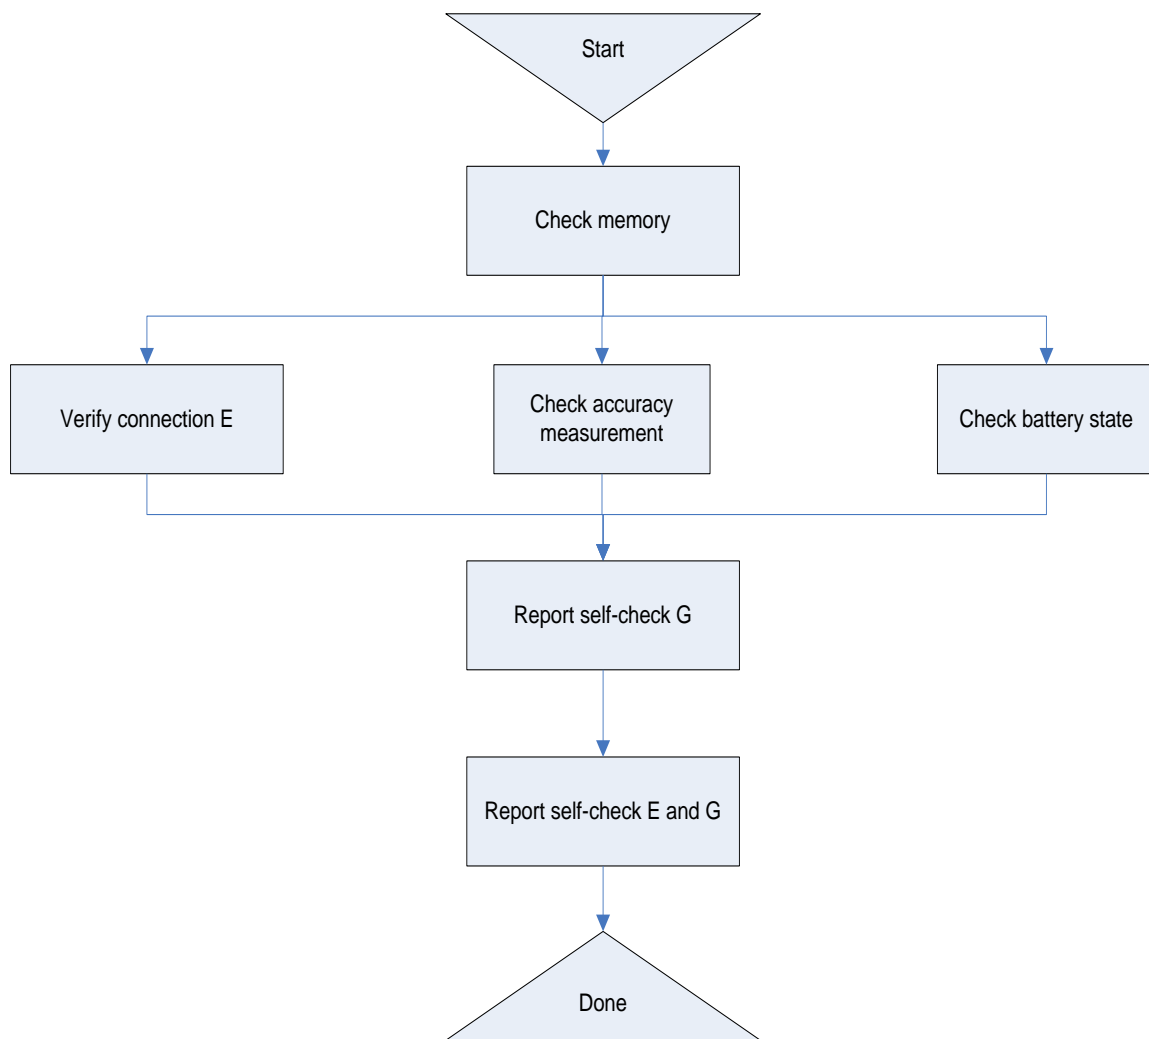 Start
Check memory
Verify connection E
Check accuracy
measurement
Check battery state
Report self-check G
Report self-check E and G
Done